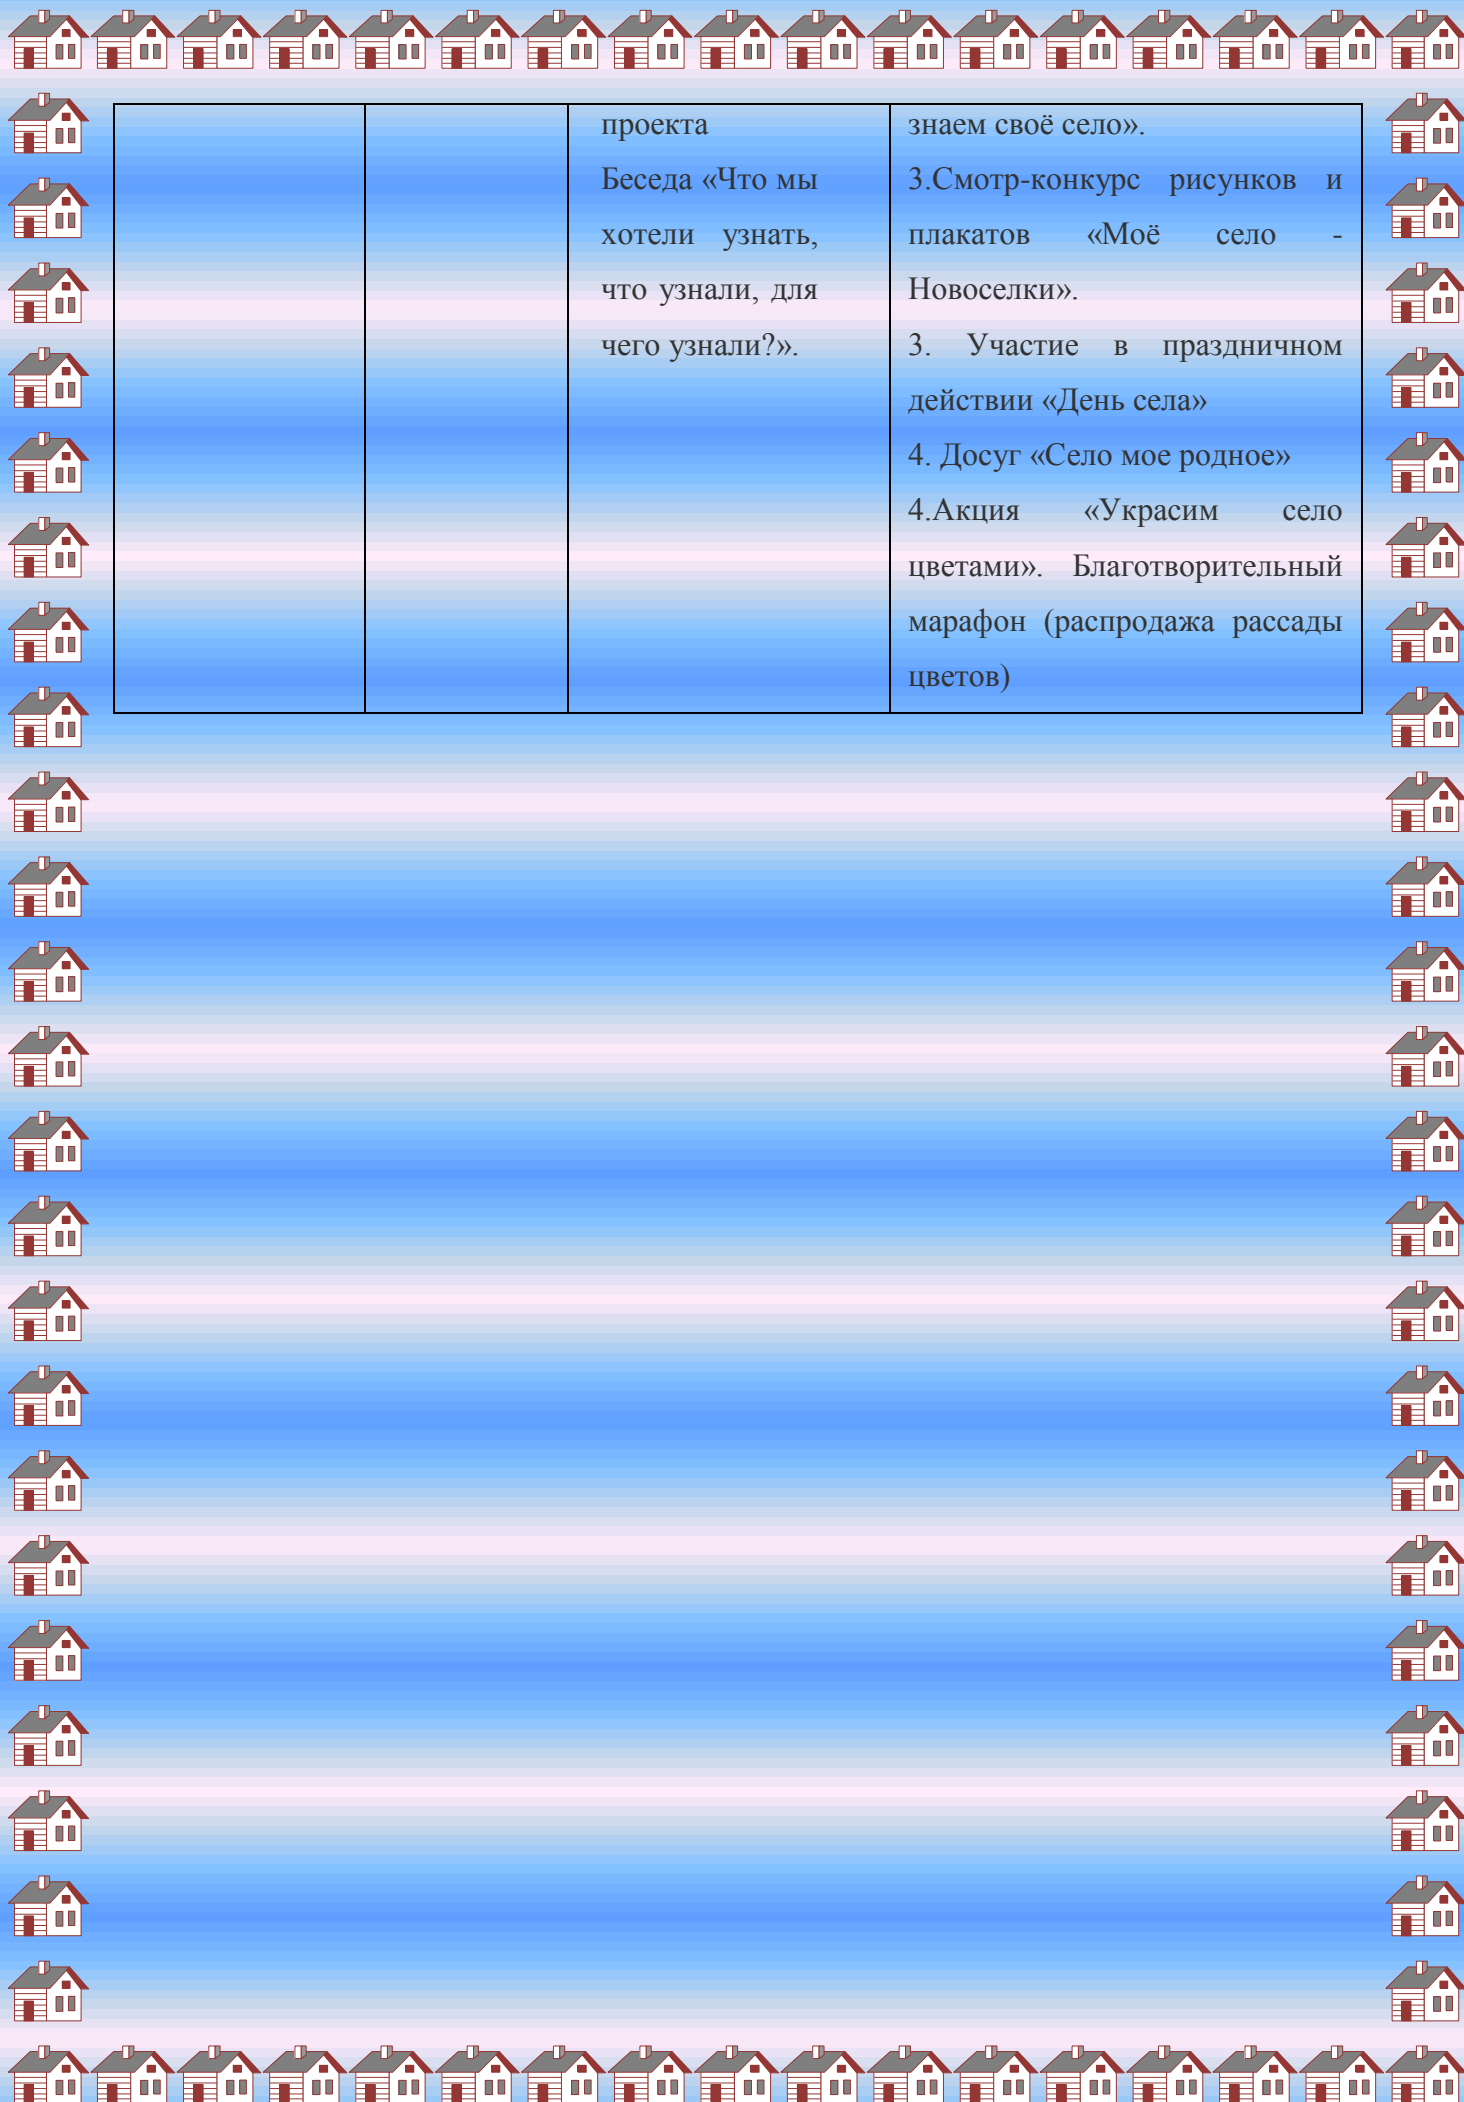 проекта
Беседа «Что мы
хотели узнать,
что узнали, для
чего узнали?».
знаем своё село».
3.Смотр-конкурс рисунков и
плакатов «Моё село -
Новоселки».
3. Участие в праздничном
действии «День села»
4. Досуг «Село мое родное»
4.Акция «Украсим село
цветами». Благотворительный
марафон (распродажа рассады
цветов)